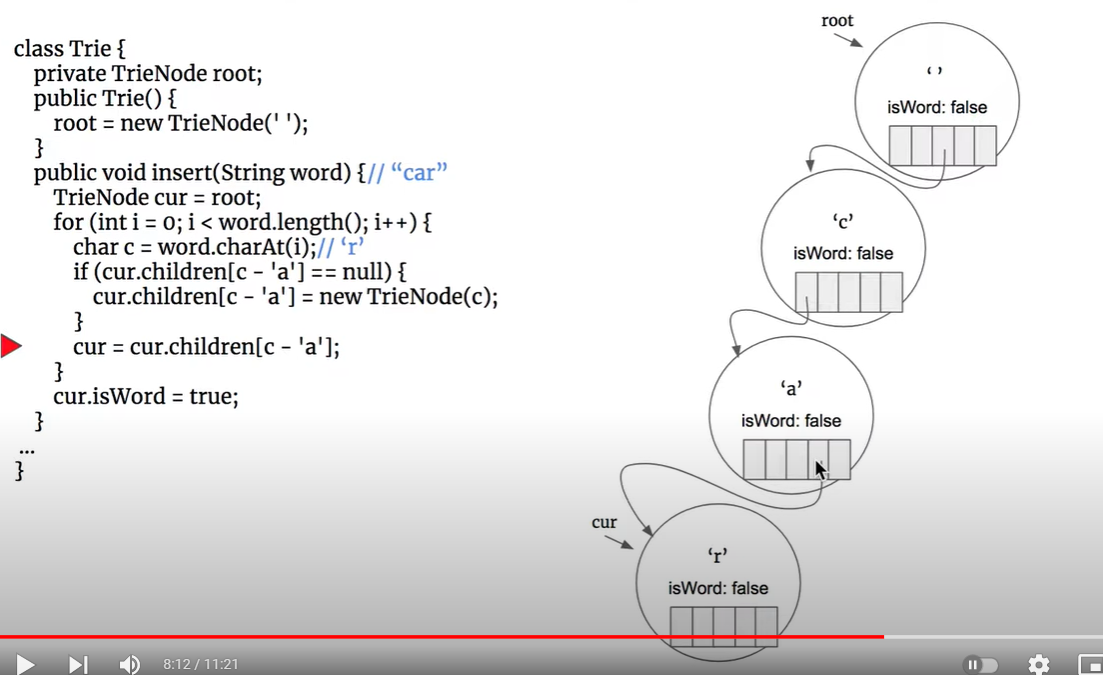 class Trie {
private TrieNode root;
public Trie() {
root = new TrieNode(' ');
}
public void insert(String word) {// “car”
TrieNode cur = root;
for (int i = 0; i < word.length(); i++) {
char c = word.charAt(i);// ‘r’
if (cur.children[c - 'a'] == null) {
cur.children[c - 'a'] = new TrieNode(c);
}
cur = cur.children[c - 'a'];
}
cur.isWord = true;
}
...
}
root
‘ ’
isWord: false
‘c’
isWord: false
‘a’
isWord: false
cur
‘r’
isWord: false
8:12 / 11:21